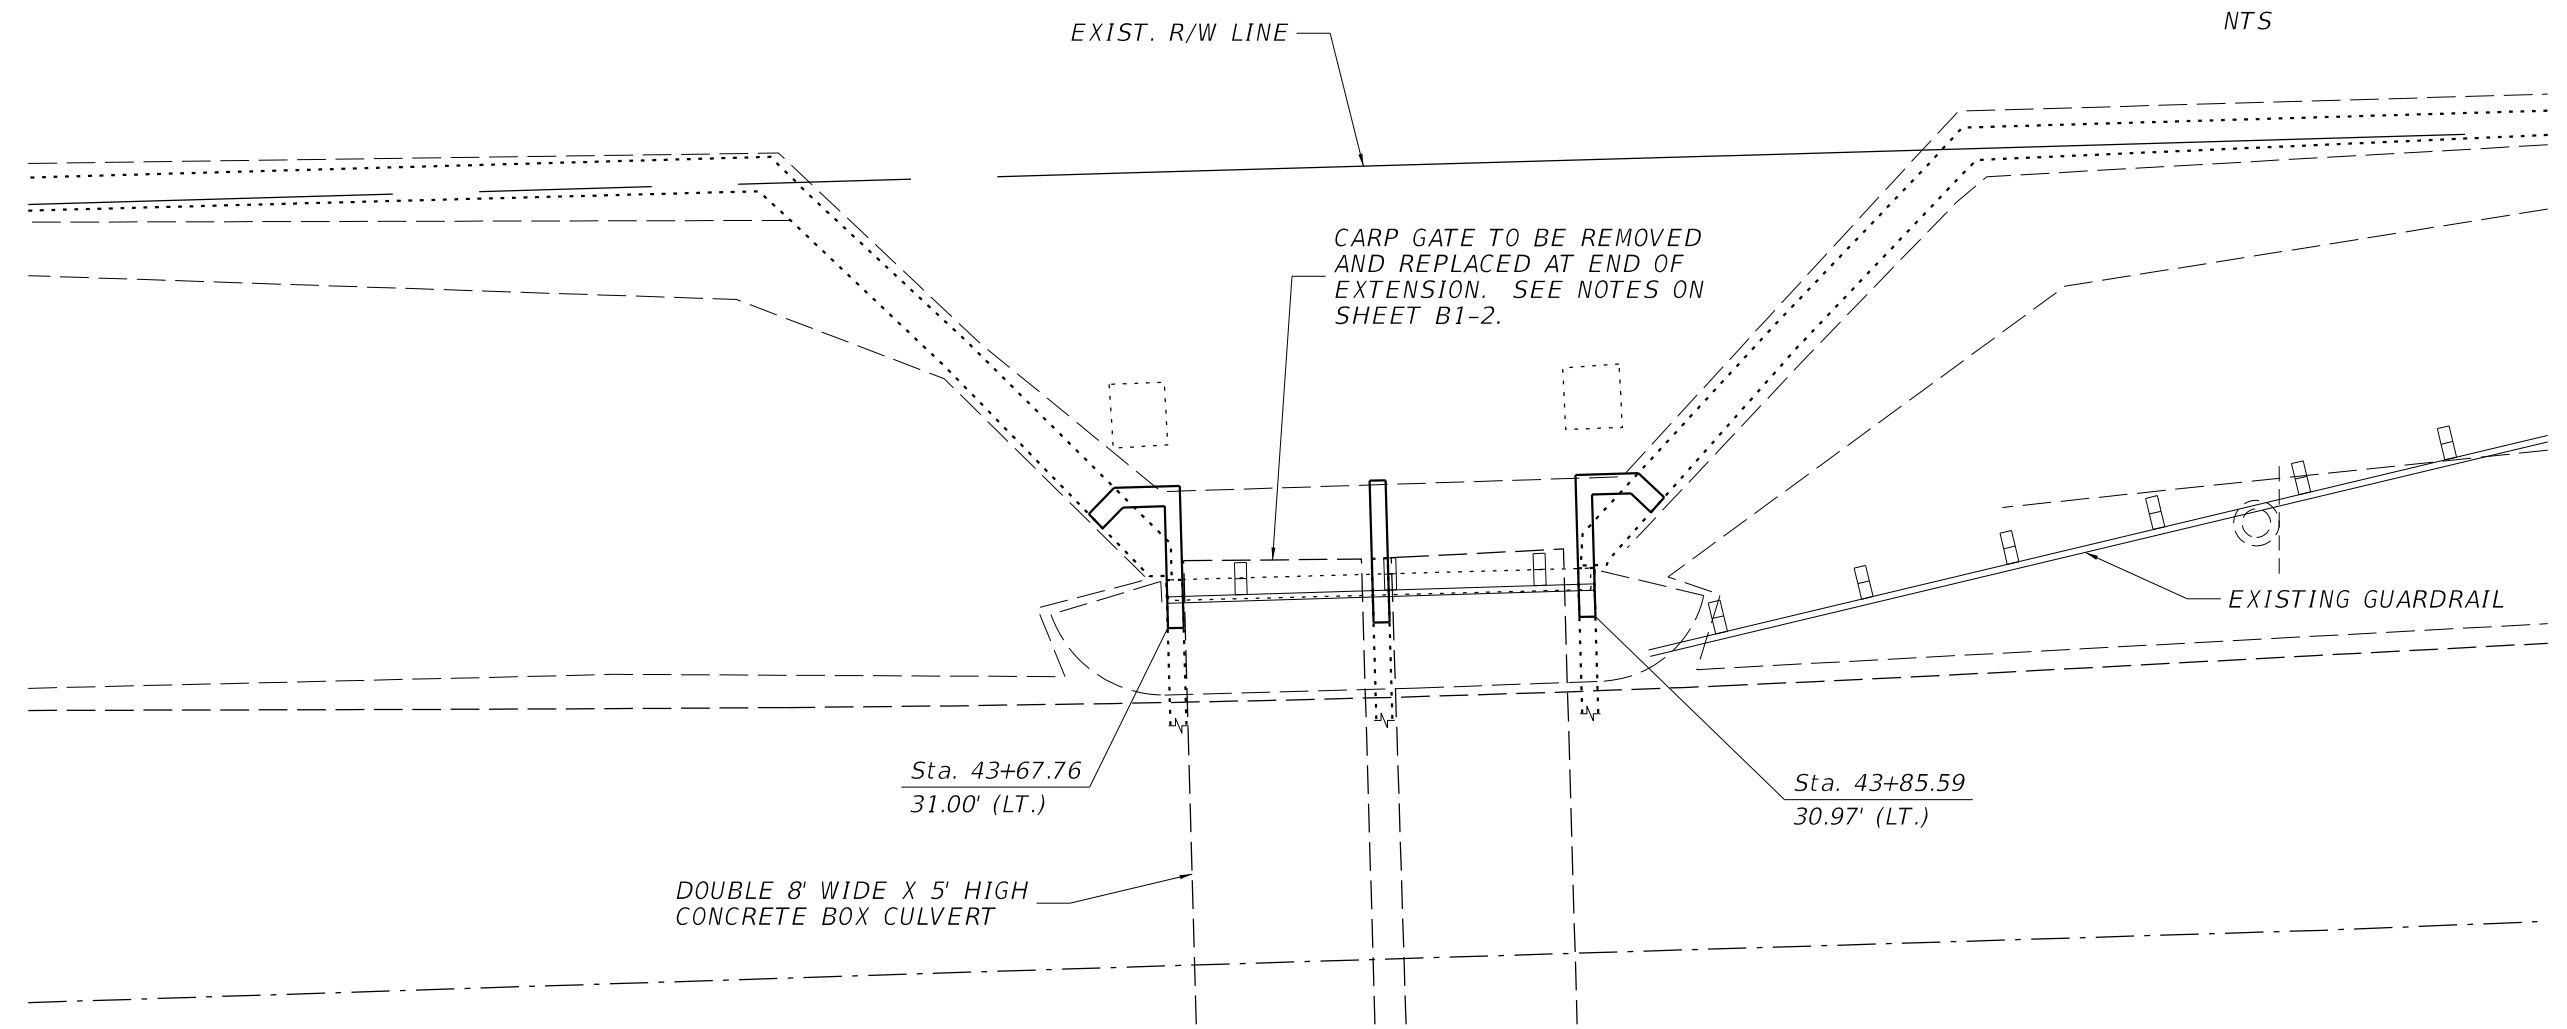 NTS
EXIST. R/W LINE
CARP GATE TO BE REMOVED
AND REPLACED AT END OF
EXTENSION.  SEE NOTES ON
SHEET B1-2.
EXISTING GUARDRAIL
Sta. 43+67.76
31.00' (LT.)
Sta. 43+85.59
30.97' (LT.)
DOUBLE 8' WIDE X 5' HIGH
CONCRETE BOX CULVERT